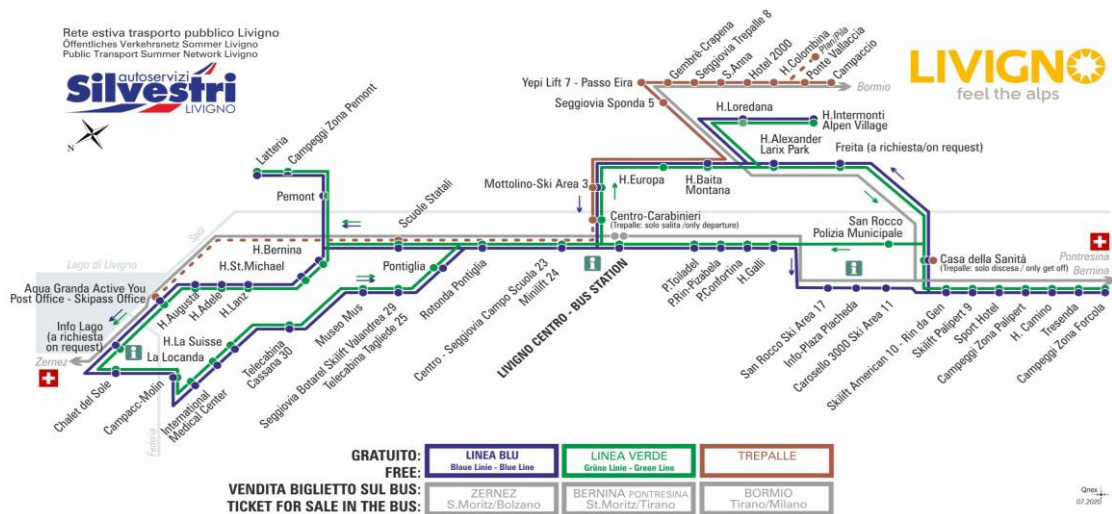 Rete estiva trasporto pubblico Livigno
Öffentliches Verkehrsnetz Sommer Livigno
Public Transport Summer Network Livigno
autoservizi
Silvestri
LIVIGNO
N
LIVIGNO
feel the alps
Gembrè-Crapena
Seggiovia Trepalle 8
S.Anna
Hotel 2000
H.Colombina
Plan/Pila
Ponte Vallaccia
Campaccio
Yepi Lift 7 - Passo Eira
Bormio
Seggiovia Sponda 5
H.Loredana
H.Intermonti
Alpen Village
H.Alexander
Larix Park
Freita (a richiesta/on request)
Latteria
Campeggi Zona Pemont
Pemont
Mottolino-Ski Area 3
H.Europa
H.Baita
Montana
Scuole Statali
Centro-Carabinieri
(Trepalle: solo salita /only departure)
San Rocco
Polizia Municipale
Spöl
Lago di Livigno
H.Bernina
H.St.Michael
Pontiglia
Casa della Sanità
(Trepalle: solo discesa / only get off)
Pontresina
Bernina
Aqua Granda Active You
Post Office - Skipass Office
H.Augusta
H.Adele
H.Lanz
Info Lago
(a richiesta
on request)
Zernez
H.La Suisse
La Locanda
Chalet del Sole
Campacc-Molin
International
Medical Center
Federia
Telecabina
Cassana 30
Museo Mus
Seggiovia Botarel Skilift Valandrea 29
Telecabina Tagliede 25
Rotonda Pontiglia
Centro - Seggiovia Campo Scuola 23
Minilift 24
LIVIGNO CENTRO - BUS STATION
P.Toiladel
P.Rin-Pizabela
P.Confortina
H.Galli
San Rocco Ski Area 17
Info-Plaza Placheda
Carosello 3000 Ski Area 11
Skilift American 10 - Rin da Gen
Skilift Palipert 9
Sport Hotel
Campeggi Zona Palipert
H. Camino
Tresenda
Campeggi Zona Forcola
GRATUITO:
FREE:
LINEA BLU
Blaue Linie - Blue Line
LINEA VERDE
Grüne Linie - Green Line
TREPALLE
VENDITA BIGLIETTO SUL BUS:
TICKET FOR SALE IN THE BUS:
ZERNEZ
S.Moritz/Bolzano
BERNINA PONTRESINA
St.Moritz/Tirano
BORMIO
Tirano/Milano
Qnex
07.2020